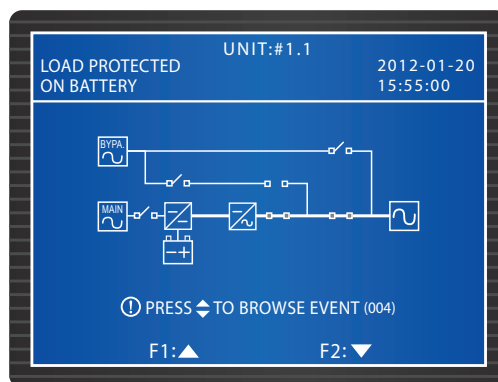 UNIT:#1.1
LOAD PROTECTED
ON BATTERY
2012-01-20
15:55:00
BYPA.
MAIN
PRESS TO BROWSE EVENT (004)
F1: F2: